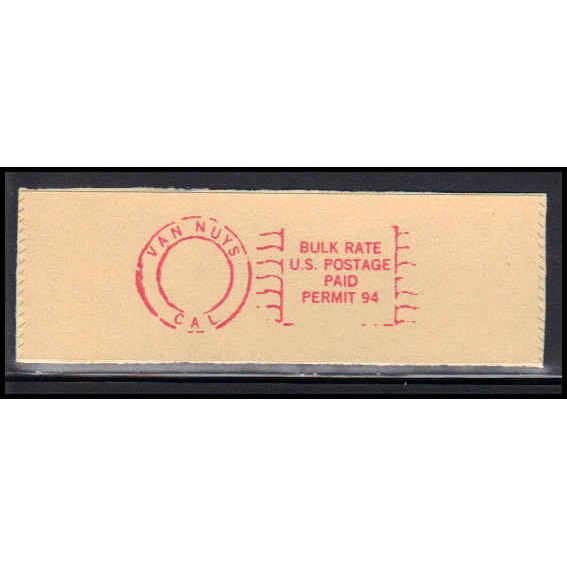 VAN NUYS
CAL
BULK RATE
U.S. POSTAGE
PAID
PERMIT 94